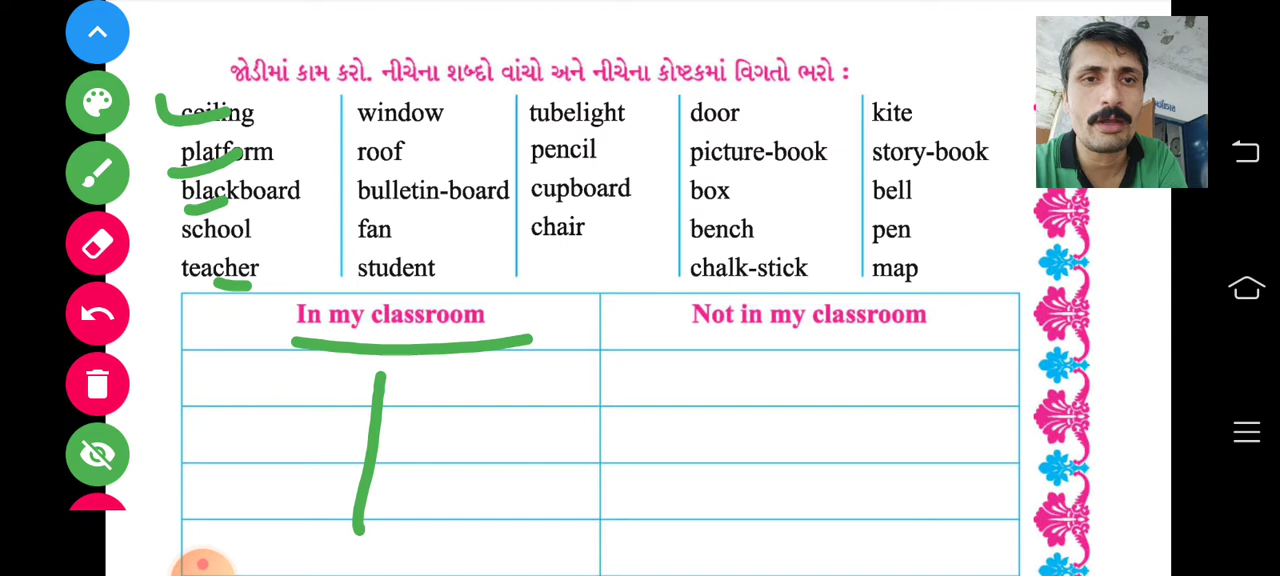 જોડીમાં કામ કરો. નીચેના શબ્દો વાંચો અને નીચેના કોષ્ટકમાં વિગતો ભરો :
ceiling window tubelight door kite
platform roof pencil picture-book story-book
blackboard bulletin-board cupboard box bell
school fan chair bench pen
teacher student chalk-stick map
In my classroom Not in my classroom